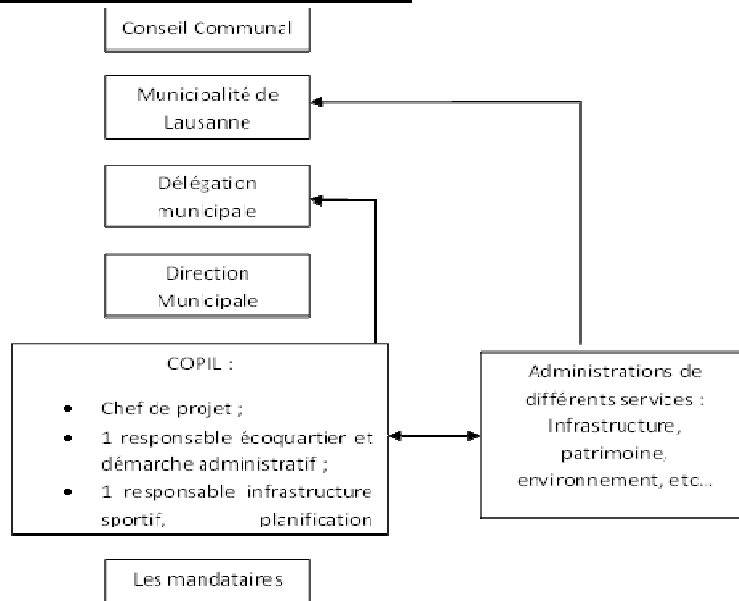 Conseil Communal
Municipalité de
Lausanne
Délégation
municipale
Direction
Municipale
COPIL :
• Chef de projet ;
• 1 responsable écoquartier et
démarche administratif ;
• 1 responsable infrastructure
sportif, planification
Administrations de
différents services :
Infrastructure,
patrimoine,
environnement, etc...
Les mandataires